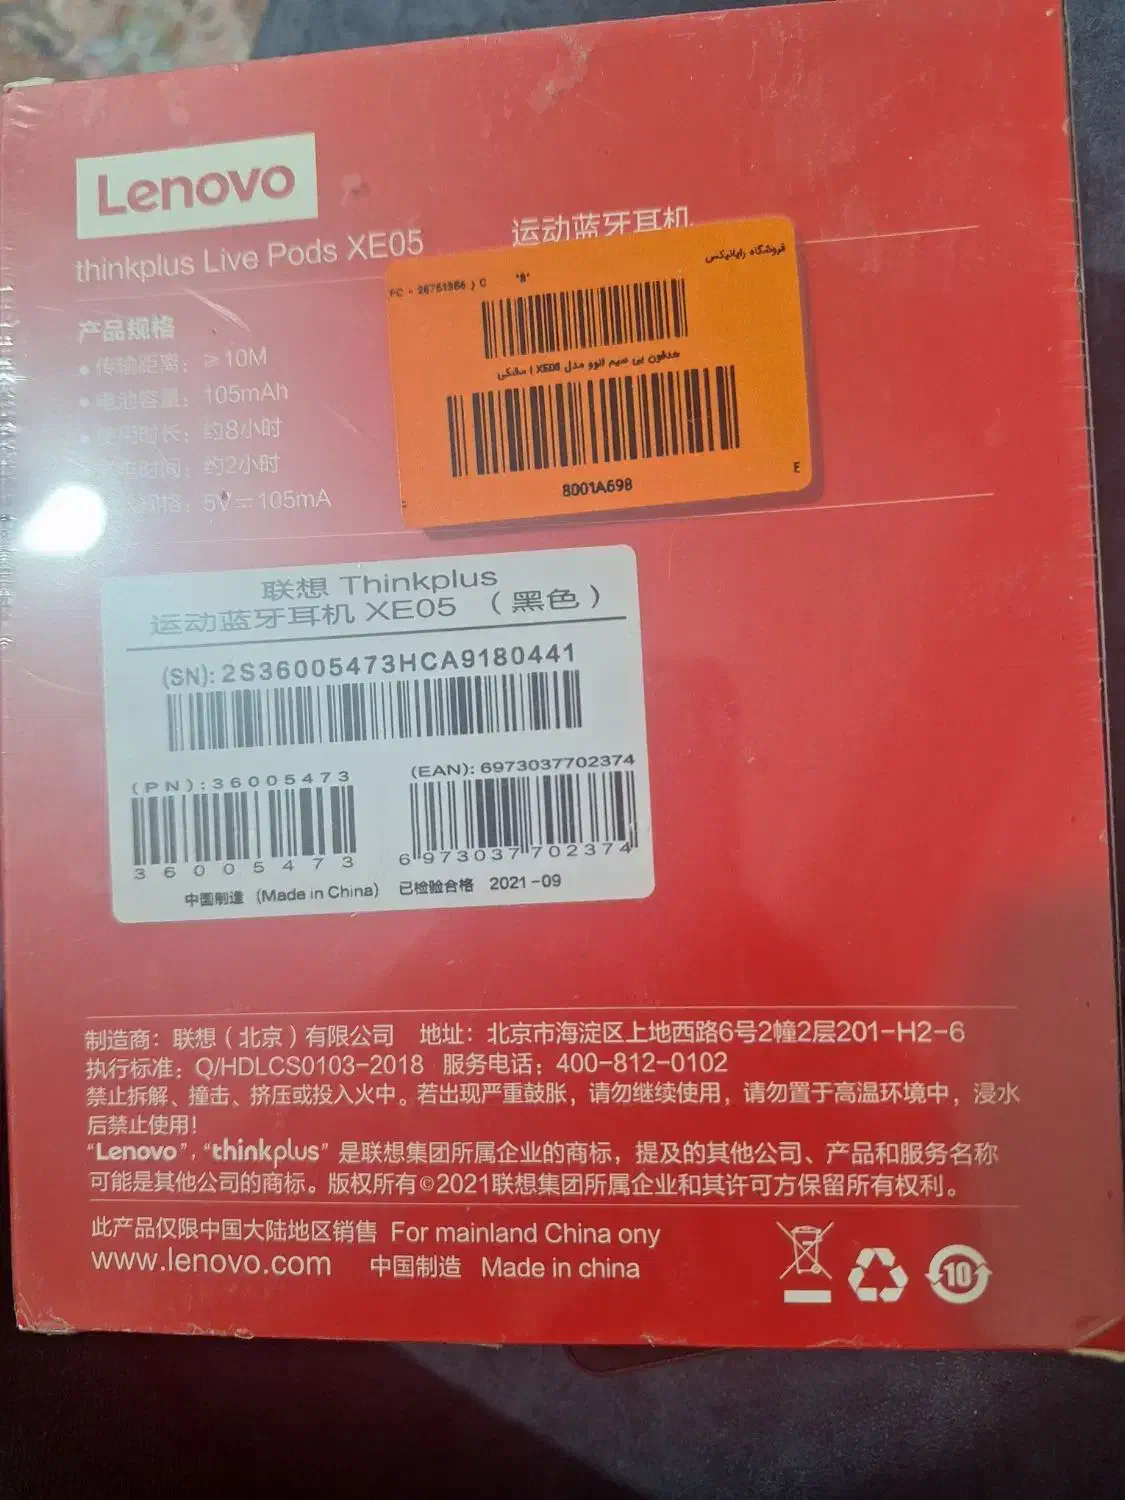 Lenovo
thinkplus Live Pods XE05
运动蓝牙耳机
产品规格
传输距离：≥10M
电池容量：105mAh
使用时长：约8小时
时间：约2小时
规格：5V⎓105mA
فروشگاه رایانیکس
"B"
هدفون بی سیم لنوو مدل XE05 | مشکی
8001A698
E
联想 Thinkplus
运动蓝牙耳机 XE05 （黑色）
(SN): 2S36005473HCA9180441
(PN):36005473
(EAN): 6973037702374
36005473
6973037702374
中国制造 (Made in China) 已检验合格 2021-09
制造商：联想（北京）有限公司 地址：北京市海淀区上地西路6号2幢2层201-H2-6
执行标准：Q/HDLCS0103-2018 服务电话：400-812-0102
禁止拆解、撞击、挤压或投入火中。若出现严重鼓胀，请勿继续使用，请勿置于高温环境中，浸水
后禁止使用！
“Lenovo”，“thinkplus” 是联想集团所属企业的商标，提及的其他公司、产品和服务名称
可能是其他公司的商标。版权所有©2021联想集团所属企业和其许可方保留所有权利。
此产品仅限中国大陆地区销售 For mainland China ony
www.lenovo.com 中国制造 Made in china
10